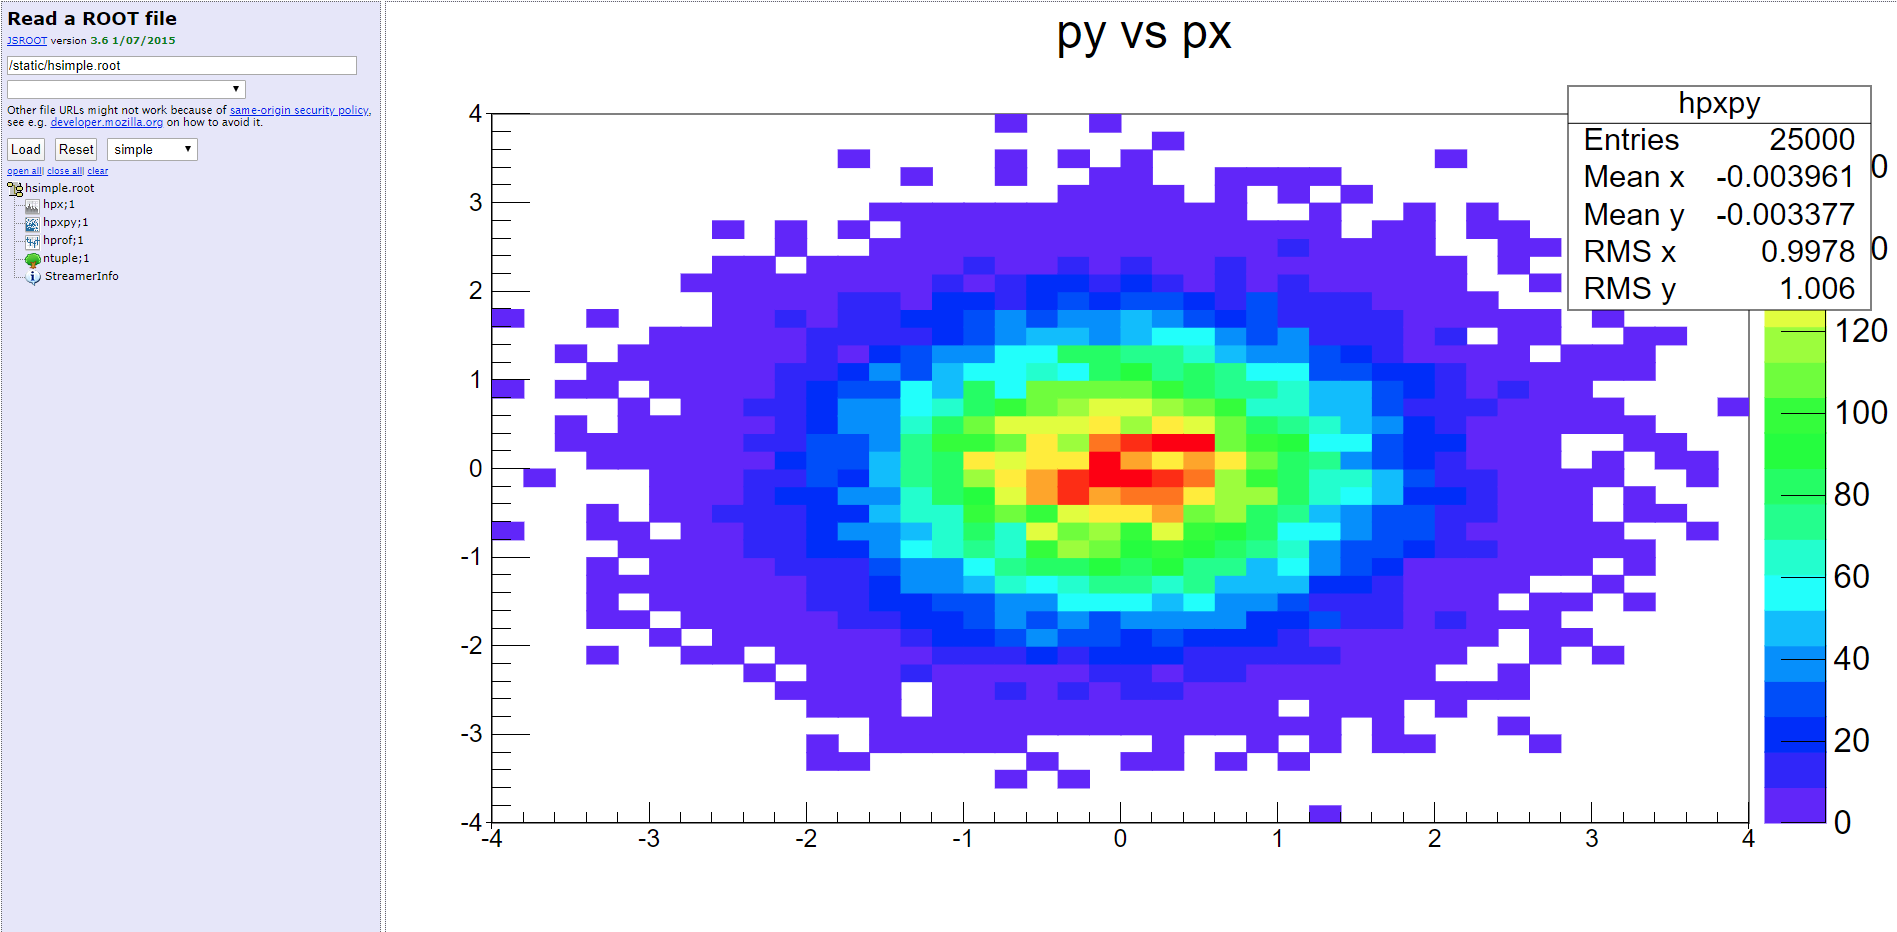 Read a ROOT file
JSROOT version 3.6 1/07/2015
/static/hsimple.root
Other file URLs might not work because of same-origin security policy,
see e.g. developer.mozilla.org on how to avoid it.
Load Reset simple
open all| close all| clear
hsimple.root
hpx;1
hpxpy;1
hprof;1
ntuple;1
StreamerInfo
py vs px
hpxpy
Entries 25000
Mean x -0.003961
Mean y -0.003377
RMS x 0.9978
RMS y 1.006
4
3
2
1
0
-1
-2
-3
-4
-4 -3 -2 -1 0 1 2 3 4
0
0
120
100
80
60
40
20
0